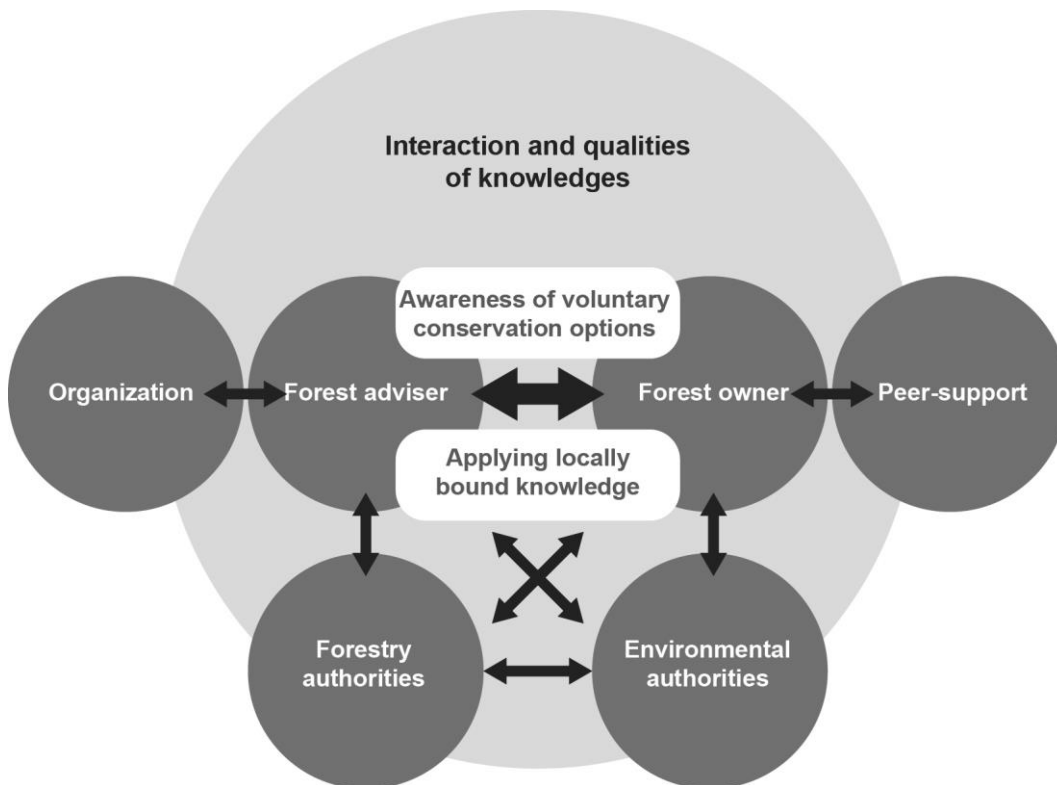 Interaction and qualities
of knowledges
Awareness of voluntary
conservation options
Organization
Forest adviser
Forest owner
Peer-support
Applying locally
bound knowledge
Forestry
authorities
Environmental
authorities